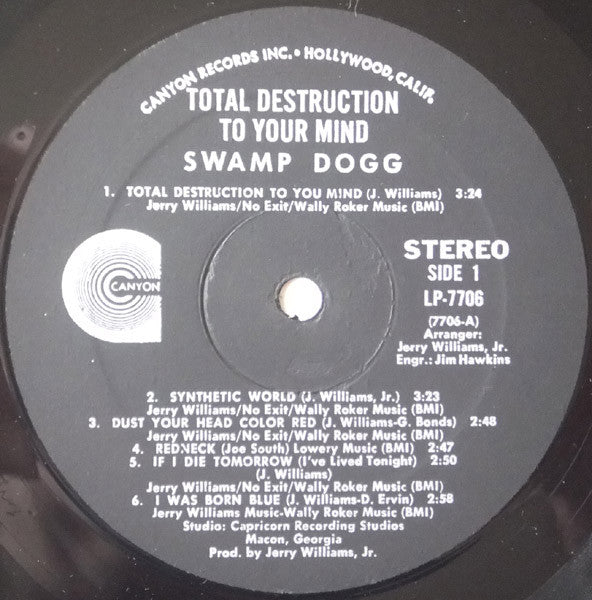 CANYON RECORDS INC. • HOLLYWOOD, CALIF.
TOTAL DESTRUCTION
TO YOUR MIND
SWAMP DOGG
1. TOTAL DESTRUCTION TO YOU MIND (J. Williams) 3:24
Jerry Williams/No Exit/Wally Roker Music (BMI)
CANYON
STEREO
SIDE 1
LP-7706
(7706-A)
Arranger:
Jerry Williams, Jr.
Engr.: Jim Hawkins
2. SYNTHETIC WORLD (J. Williams, Jr.) 3:23
Jerry Williams/No Exit/Wally Roker Music (BMI)
3. DUST YOUR HEAD COLOR RED (J. Williams-G. Bonds) 2:48
Jerry Williams/No Exit/Wally Roker Music (BMI)
4. REDNECK (Joe South) Lowery Music (BMI) 2:47
5. IF I DIE TOMORROW (I've Lived Tonight) 2:50
(J. Williams)
Jerry Williams/No Exit/Wally Roker Music (BMI)
6. I WAS BORN BLUE (J. Williams-D. Ervin) 2:58
Jerry Williams Music-Wally Roker Music (BMI)
Studio: Capricorn Recording Studios
Macon, Georgia
Prod. by Jerry Williams, Jr.